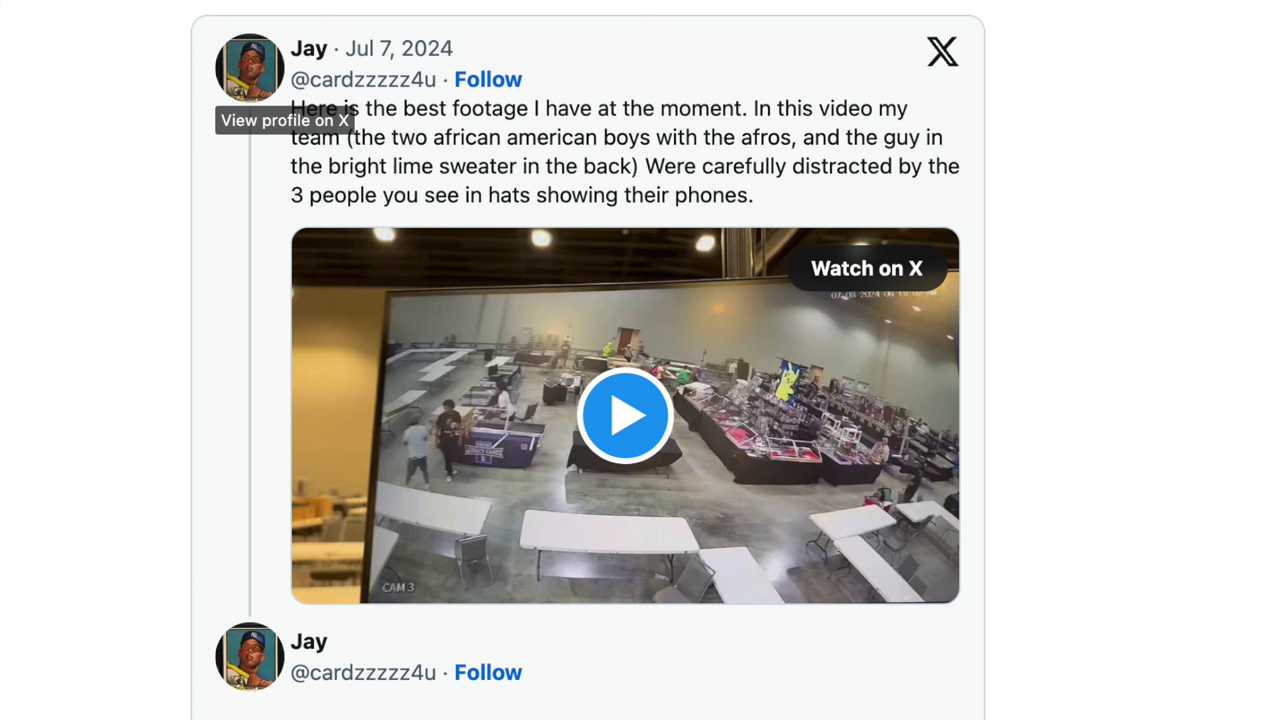 Jay · Jul 7, 2024
@cardzzzzz4u · Follow
View profile on X
Here is the best footage I have at the moment. In this video my
team (the two african american boys with the afros, and the guy in
the bright lime sweater in the back) Were carefully distracted by the
3 people you see in hats showing their phones.
Watch on X
CAM 3
Jay
@cardzzzzz4u · Follow